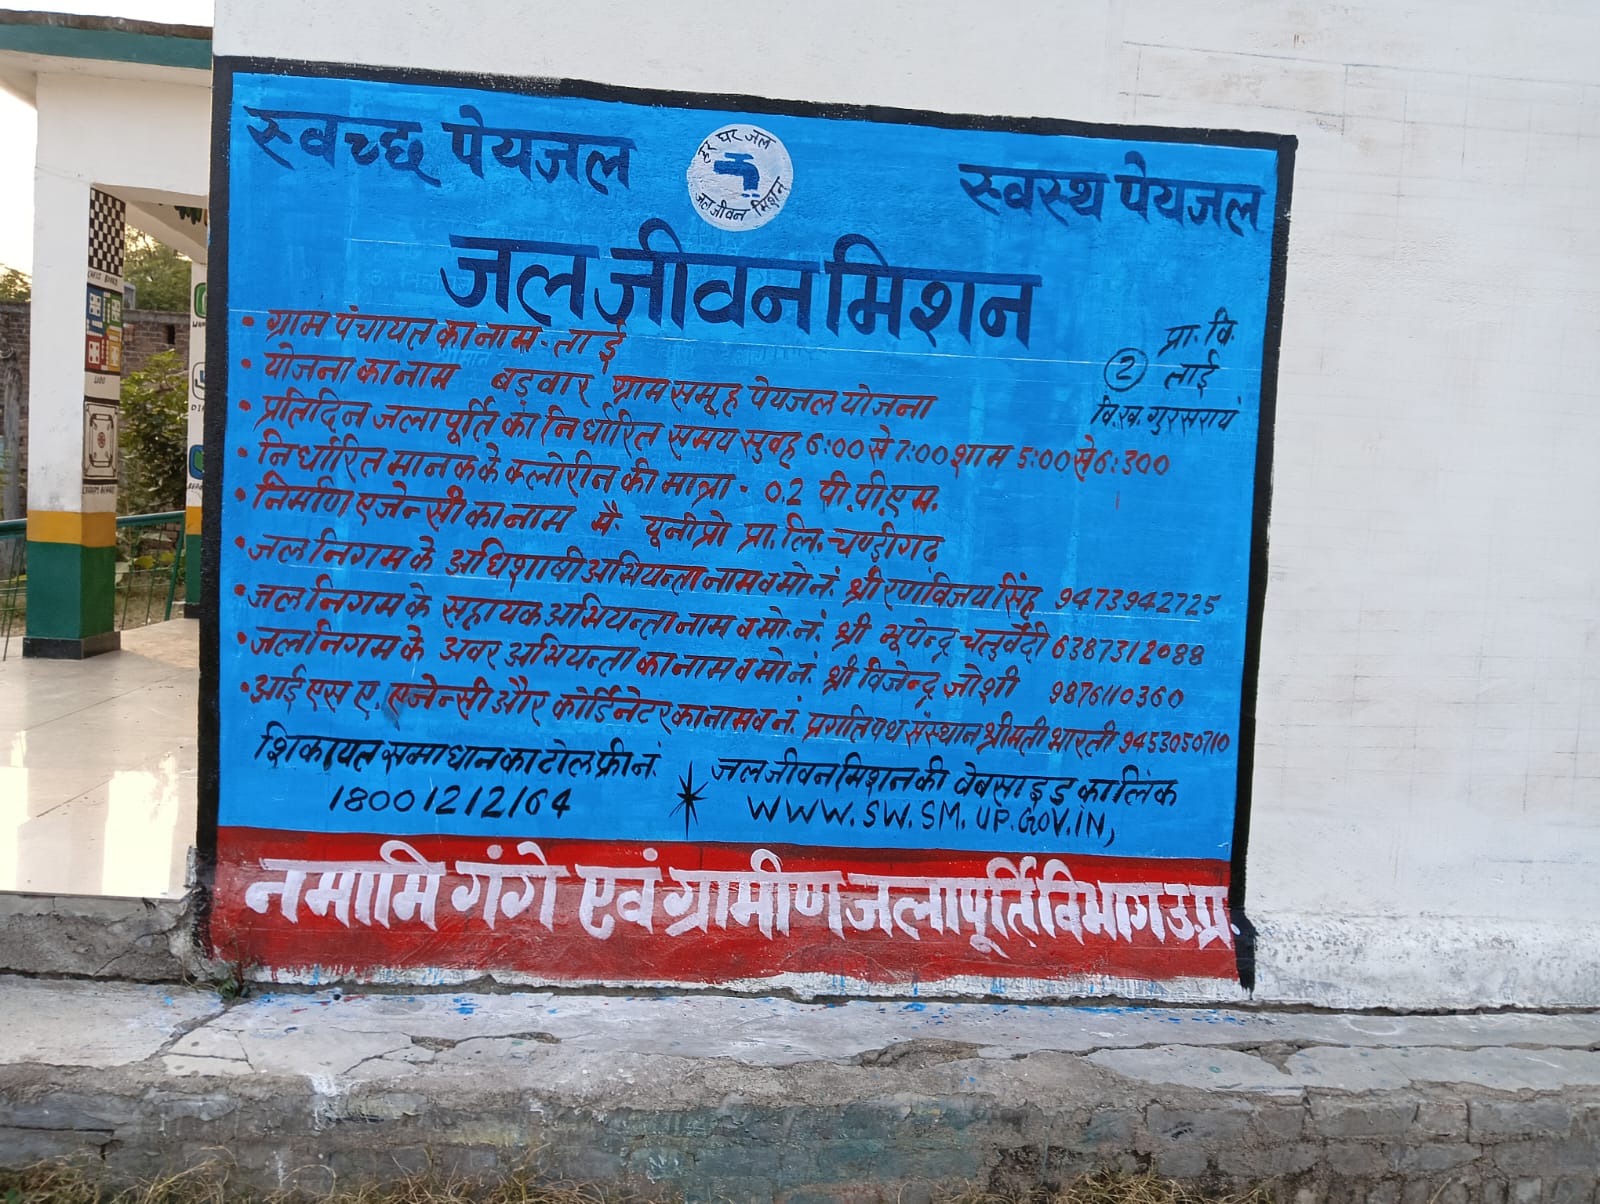 स्वच्छ पेयजल
हर घर जल
जल जीवन मिशन
स्वस्थ पेयजल
जल जीवन मिशन
प्रा. वि.
② ताई
वि.ख. गुरसरायं
• ग्राम पंचायत का नाम - ताई
• योजना का नाम बड़वार ग्राम समूह पेयजल योजना
• प्रतिदिन जलापूर्ति का निर्धारित समय सुवह 6:00 से 7:00 शाम 5:00 से 6:300
• निर्धारित मानक के क्लोरीन की मात्रा - 0.2 पी.पी.एम.
• निर्माण एजेन्सी का नाम मै. यूनीप्रो प्रा. लि. चण्डीगढ़
• जल निगम के अधिशाषी अभियन्ता नाम व मो नं. श्री रणविजय सिंह 9473942725
• जल निगम के सहायक अभियन्ता नाम व मो. नं. श्री भूपेन्द्र चतुर्वेदी 6387312088
• जल निगम के अवर अभियन्ता का नाम व मो नं. श्री विजेन्द्र जोशी 9876110360
• आई एस ए. एजेन्सी और कोर्डिनेटर का नाम व नं. प्रगति पथ संस्थान श्रीमती भारती 9453050710
शिकायत समाधान का टोल फ्री नं.
18001212164
जल जीवन मिशन की वेबसाइड का लिंक
WWW.SW.SM.UP.GOV.IN,
नमामि गंगे एवं ग्रामीण जलापूर्ति विभाग उ.प्र.
CHESS BOARD
LUDO